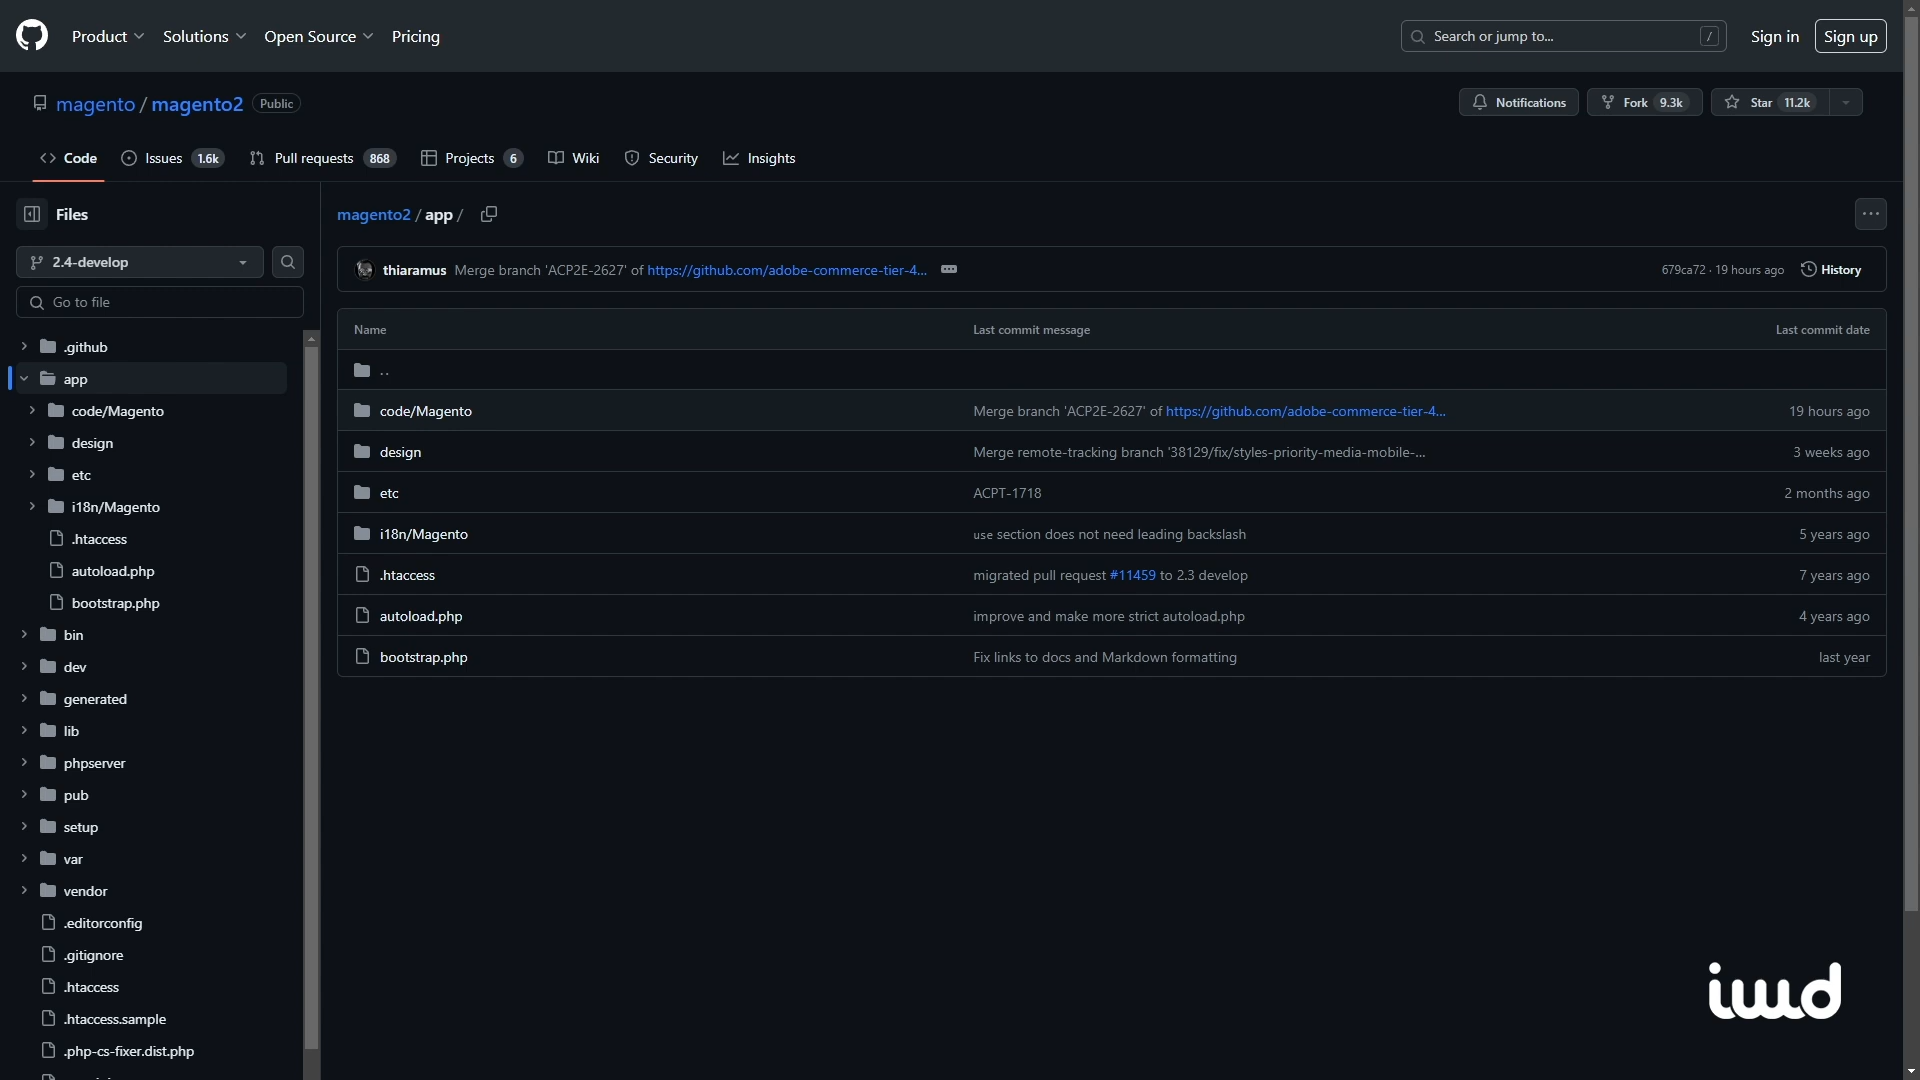 Product Solutions Open Source Pricing Search or jump to... / Sign in Sign up
magento / magento2 Public Notifications Fork 9.3k Star 11.2k
Code Issues 1.6k Pull requests 868 Projects 6 Wiki Security Insights
Files
2.4-develop
Go to file
.github
app
code/Magento
design
etc
i18n/Magento
.htaccess
autoload.php
bootstrap.php
bin
dev
generated
lib
phpserver
pub
setup
var
vendor
.editorconfig
.gitignore
.htaccess
.htaccess.sample
.php-cs-fixer.dist.php
magento2 / app /
thiaramus Merge branch 'ACP2E-2627' of https://github.com/adobe-commerce-tier-4... 679ca72 · 19 hours ago History
Name Last commit message Last commit date
..
code/Magento Merge branch 'ACP2E-2627' of https://github.com/adobe-commerce-tier-4... 19 hours ago
design Merge remote-tracking branch '38129/fix/styles-priority-media-mobile-... 3 weeks ago
etc ACPT-1718 2 months ago
i18n/Magento use section does not need leading backslash 5 years ago
.htaccess migrated pull request #11459 to 2.3 develop 7 years ago
autoload.php improve and make more strict autoload.php 4 years ago
bootstrap.php Fix links to docs and Markdown formatting last year
iwd